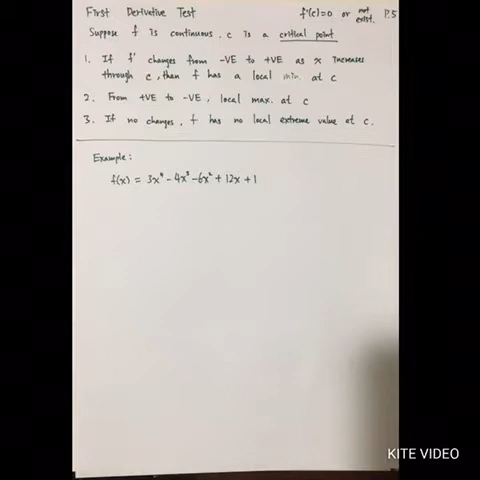 First Derivative Test f'(c)=0 or not exist. P.5
Suppose f is continuous, c is a critical point
1. If f' changes from -VE to +VE as x increases
through c, then f has a local min. at c
2. From +VE to -VE, local max. at c
3. If no changes, f has no local extreme value at c.
Example:
f(x) = 3x⁴ - 4x³ - 6x² + 12x + 1
KITE VIDEO